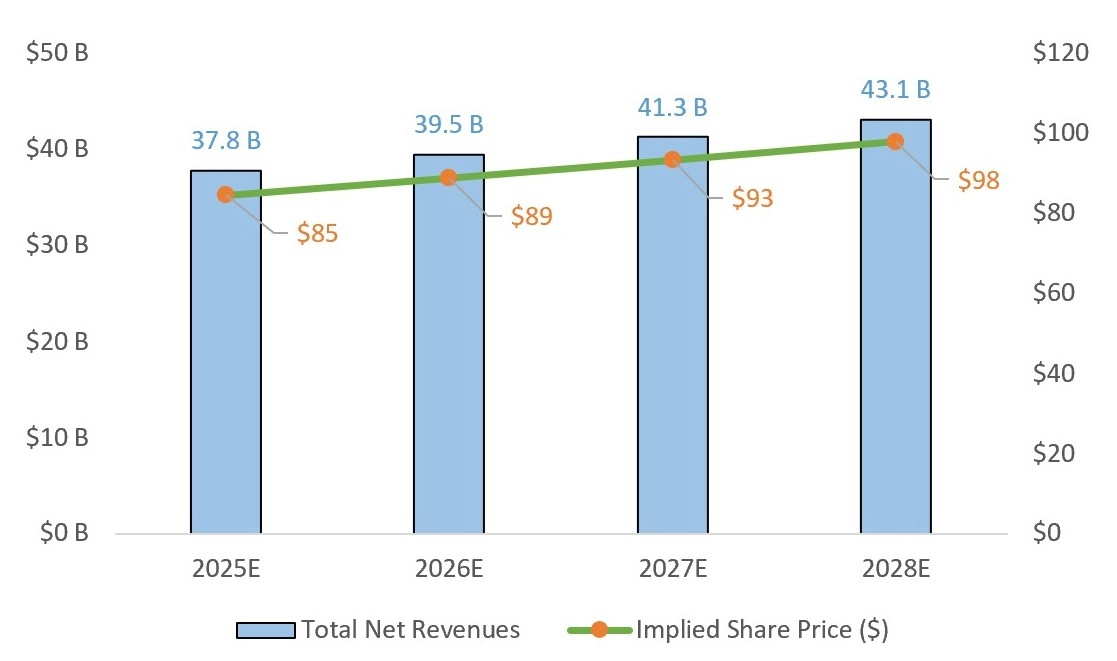 $50 B
$40 B
$30 B
$20 B
$10 B
$0 B
$120
$100
$80
$60
$40
$20
$0
37.8 B
39.5 B
41.3 B
43.1 B
$85
$89
$93
$98
2025E
2026E
2027E
2028E
Total Net Revenues
Implied Share Price ($)